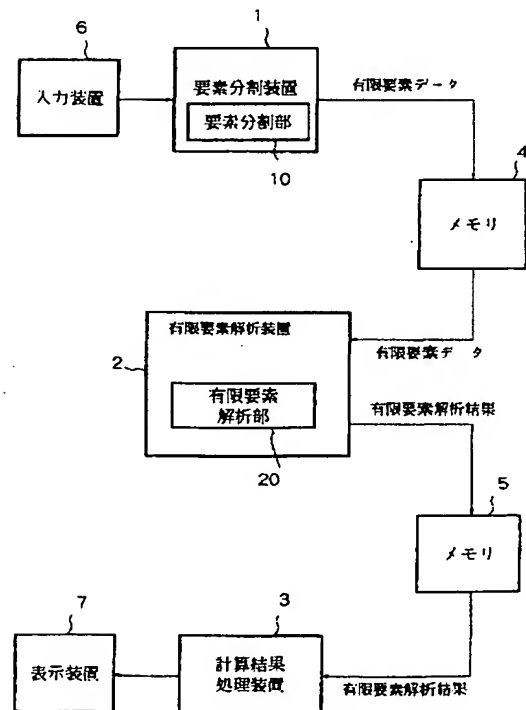 6
1
入力装置
要素分割装置
要素分割部
10
有限要素データ
4
メモリ
有限要素解析装置
2
有限要素データ
有限要素
解析部
20
有限要素解析結果
5
メモリ
7
3
表示装置
計算結果
処理装置
有限要素解析結果